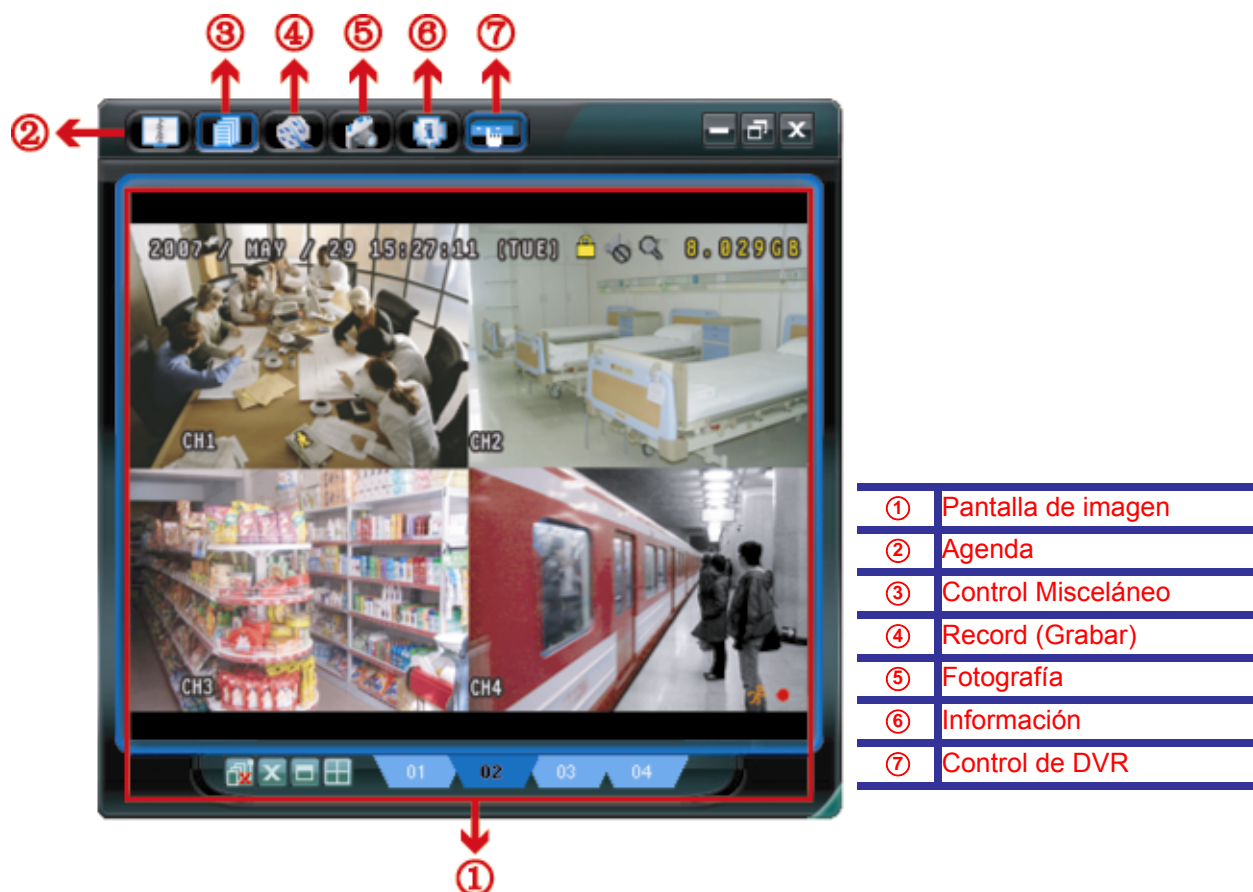 ③ ④ ⑤ ⑥ ⑦
②
2007 / MAY / 29 15:27:11 (TUE) 8.029GB
CH1 CH2
CH3 CH4
01 02 03 04
①
① Pantalla de imagen
② Agenda
③ Control Misceláneo
④ Record (Grabar)
⑤ Fotografía
⑥ Información
⑦ Control de DVR